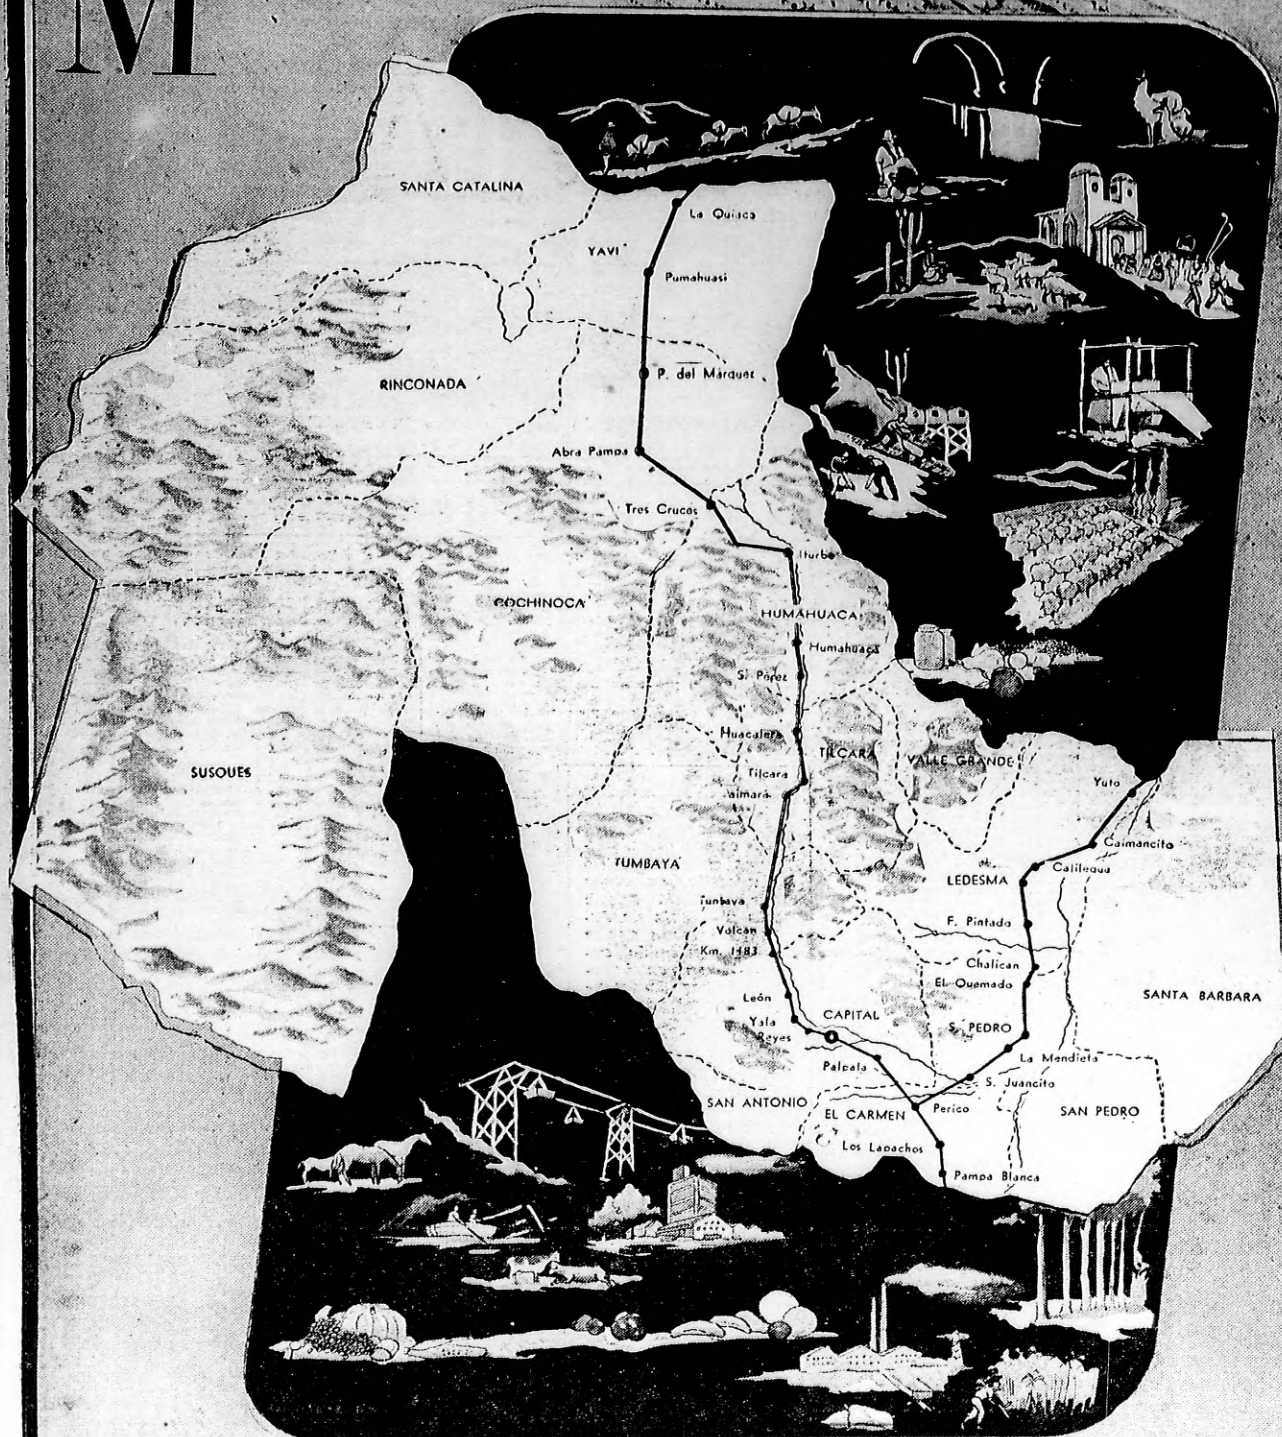 M
SANTA CATALINA
La Quiaca
YAVI
Pumahuasi
RINCONADA
P. del Marques
Abra Pampa
Tres Cruces
Iturbe
COCHINOCA
HUMAHUACA
Humahuaca
S. Pérez
Huacalera
TILCARA
VALLE GRANDE
SUSQUES
Tilcara
Maimará
Yuto
Caimancito
TUMBAYA
LEDESMA
Calilegua
Tumbaya
F. Pintado
Volcán
Km. 1483
Chalican
El Quemado
León
SANTA BARBARA
CAPITAL
Yala
Reyes
S. PEDRO
Palpala
La Mendieta
S. Juancito
SAN ANTONIO
EL CARMEN
Perico
SAN PEDRO
Los Lapachos
Pampa Blanca